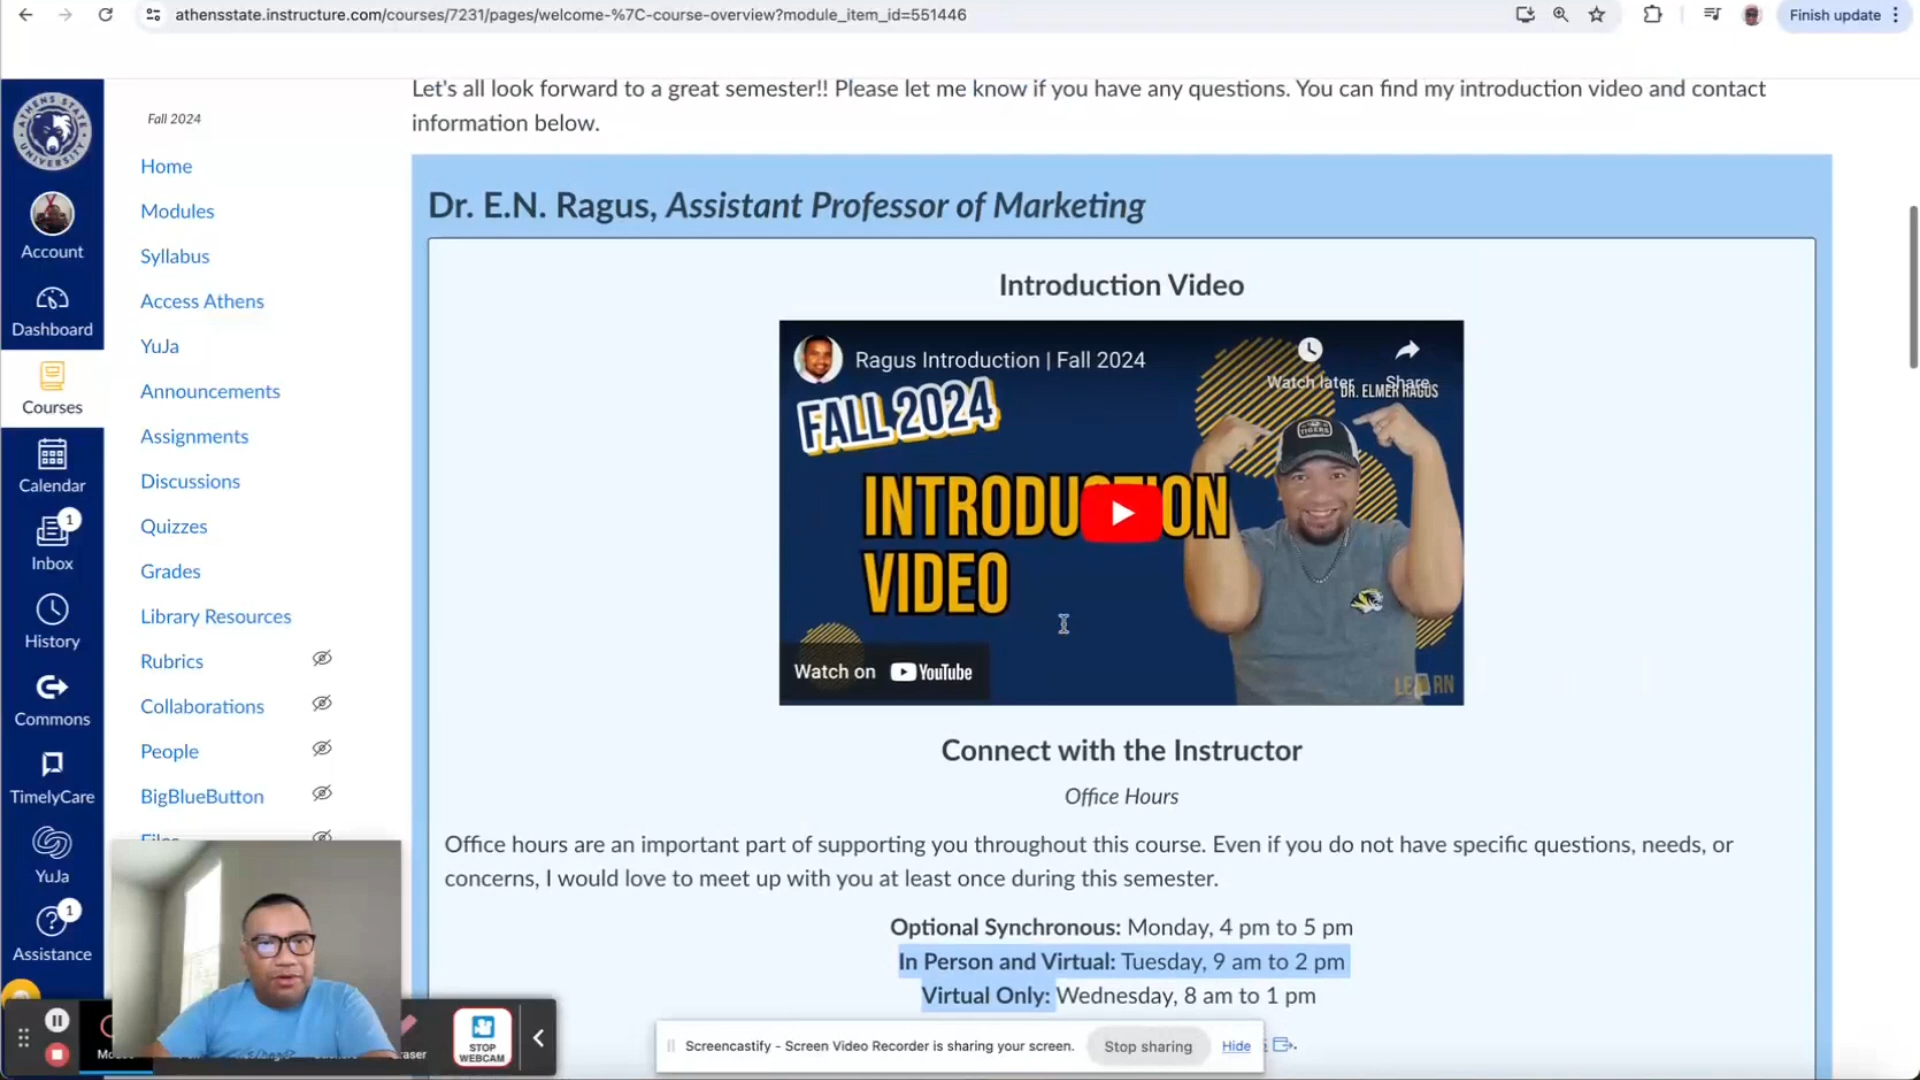 athensstate.instructure.com/courses/7231/pages/welcome-%7C-course-overview?module_item_id=551446
Finish update
Let's all look forward to a great semester!! Please let me know if you have any questions. You can find my introduction video and contact
information below.
ATHENS STATE UNIVERSITY
Account
Dashboard
Courses
Calendar
1
Inbox
History
Commons
TimelyCare
YuJa
1
Assistance
Fall 2024
Home
Modules
Syllabus
Access Athens
YuJa
Announcements
Assignments
Discussions
Quizzes
Grades
Library Resources
Rubrics
Collaborations
People
BigBlueButton
Files
Dr. E.N. Ragus, Assistant Professor of Marketing
Introduction Video
Ragus Introduction | Fall 2024
Watch later
Share
DR. ELMER RAGUS
FALL 2024
TIGERS
INTRODUCTION
VIDEO
Watch on YouTube
LEARN
Connect with the Instructor
Office Hours
Office hours are an important part of supporting you throughout this course. Even if you do not have specific questions, needs, or
concerns, I would love to meet up with you at least once during this semester.
Optional Synchronous: Monday, 4 pm to 5 pm
In Person and Virtual: Tuesday, 9 am to 2 pm
Virtual Only: Wednesday, 8 am to 1 pm
STOP
WEBCAM
Screencastify - Screen Video Recorder is sharing your screen.
Stop sharing
Hide